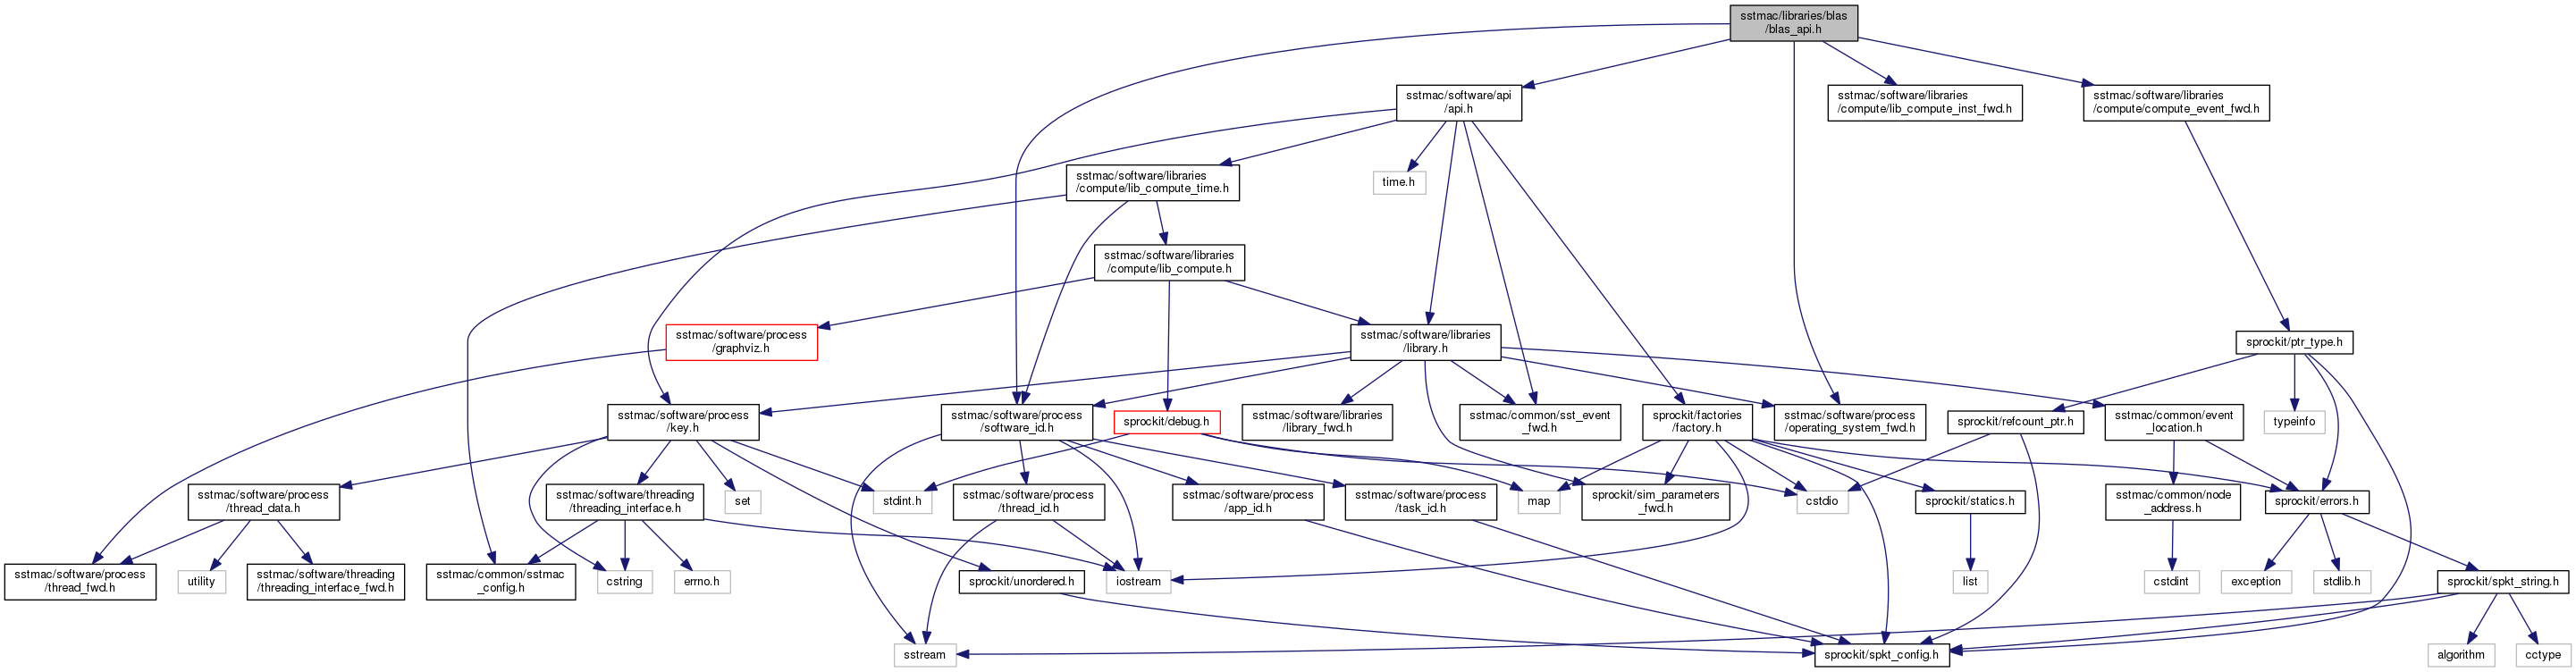 sstmac/libraries/blas
/blas_api.h
sstmac/software/api
/api.h
sstmac/software/libraries
/compute/lib_compute_inst_fwd.h
sstmac/software/libraries
/compute/compute_event_fwd.h
sstmac/software/libraries
/compute/lib_compute_time.h
time.h
sstmac/software/libraries
/compute/lib_compute.h
sstmac/software/process
/graphviz.h
sstmac/software/libraries
/library.h
sprockit/ptr_type.h
sstmac/software/process
/key.h
sstmac/software/process
/software_id.h
sprockit/debug.h
sstmac/software/libraries
/library_fwd.h
sstmac/common/sst_event
_fwd.h
sprockit/factories
/factory.h
sstmac/software/process
/operating_system_fwd.h
sprockit/refcount_ptr.h
sstmac/common/event
_location.h
typeinfo
sstmac/software/process
/thread_data.h
sstmac/software/threading
/threading_interface.h
set
stdint.h
sstmac/software/process
/thread_id.h
sstmac/software/process
/app_id.h
sstmac/software/process
/task_id.h
map
sprockit/sim_parameters
_fwd.h
cstdio
sprockit/statics.h
sstmac/common/node
_address.h
sprockit/errors.h
sstmac/software/process
/thread_fwd.h
utility
sstmac/software/threading
/threading_interface_fwd.h
sstmac/common/sstmac
_config.h
cstring
errno.h
sprockit/unordered.h
iostream
list
cstdint
exception
stdlib.h
sprockit/spkt_string.h
sstream
sprockit/spkt_config.h
algorithm
cctype